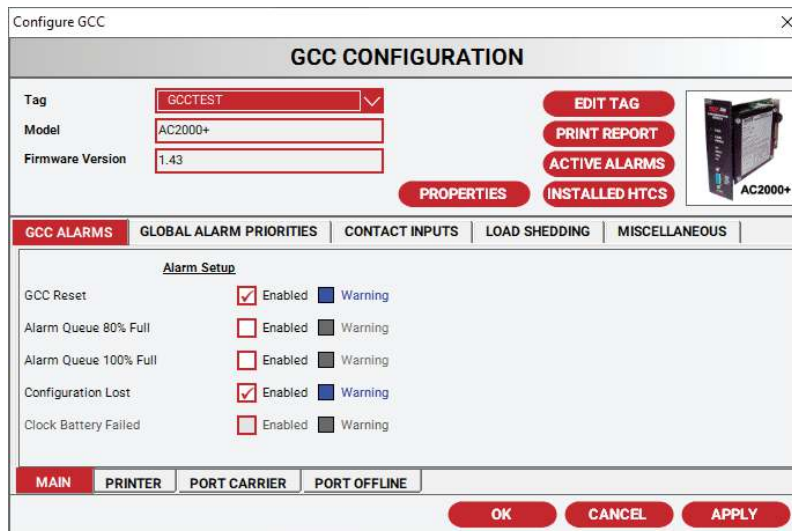 Configure GCC
GCC CONFIGURATION
Tag GCCTEST
Model AC2000+
Firmware Version 1.43
EDIT TAG
PRINT REPORT
ACTIVE ALARMS
PROPERTIES INSTALLED HTCS
AC2000+
GCC ALARMS GLOBAL ALARM PRIORITIES CONTACT INPUTS LOAD SHEDDING MISCELLANEOUS
Alarm Setup
GCC Reset Enabled Warning
Alarm Queue 80% Full Enabled Warning
Alarm Queue 100% Full Enabled Warning
Configuration Lost Enabled Warning
Clock Battery Failed Enabled Warning
MAIN PRINTER PORT CARRIER PORT OFFLINE
OK CANCEL APPLY